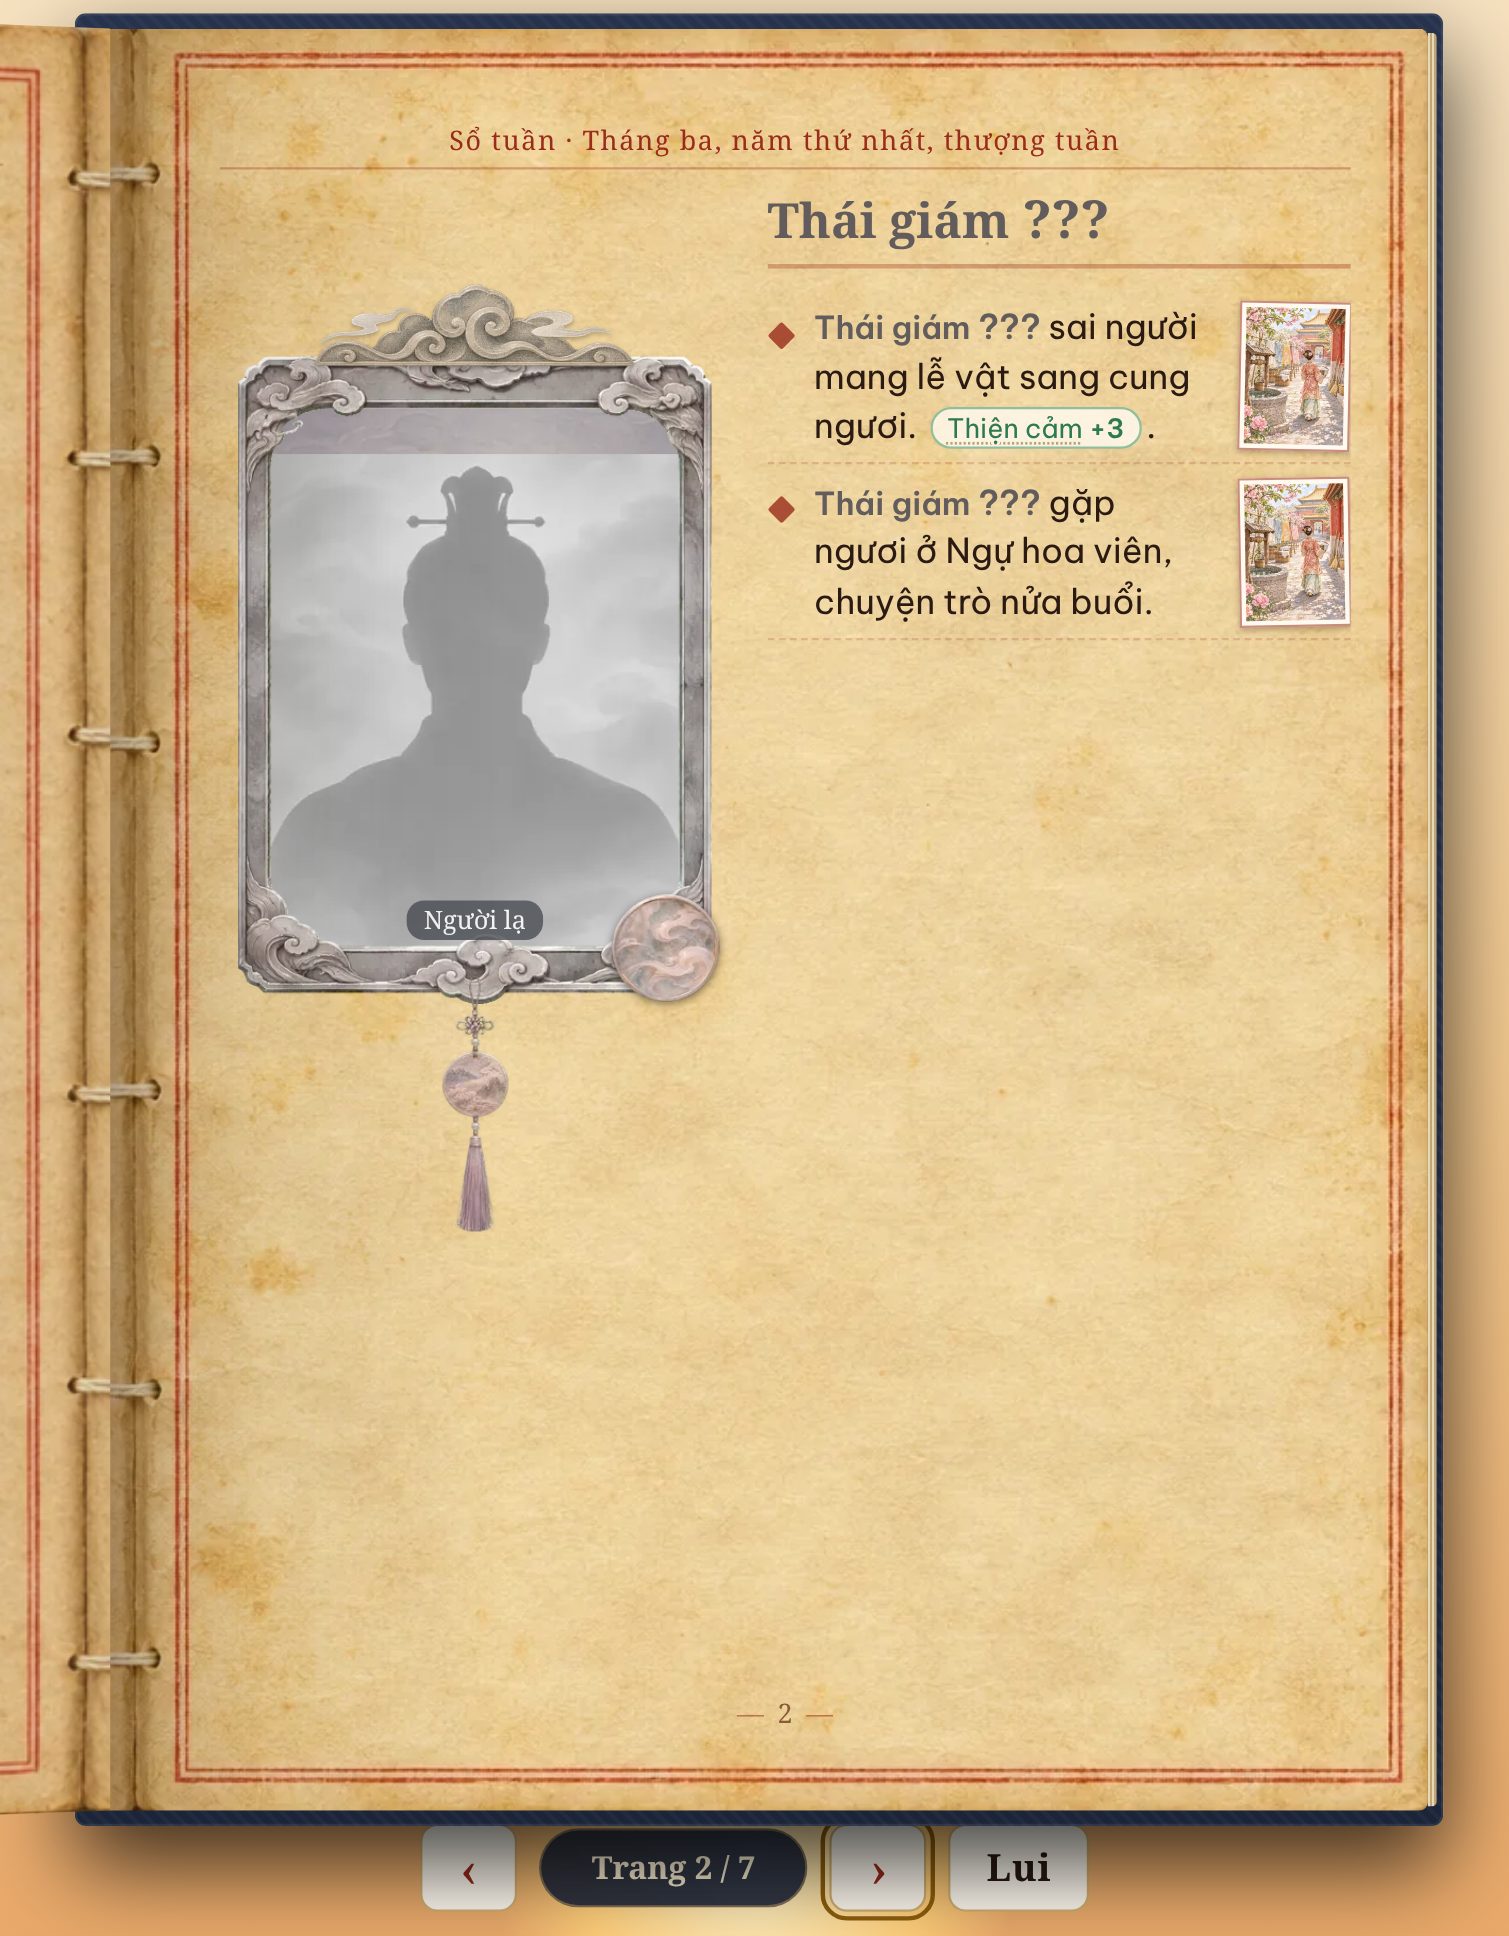 Sổ tuần · Tháng ba, năm thứ nhất, thượng tuần
Thái giám ???
Thái giám ??? sai người
mang lễ vật sang cung
ngươi. Thiện cảm +3 .
Thái giám ??? gặp
ngươi ở Ngự hoa viên,
chuyện trò nửa buổi.
Người lạ
— 2 —
‹ Trang 2 / 7 › Lui